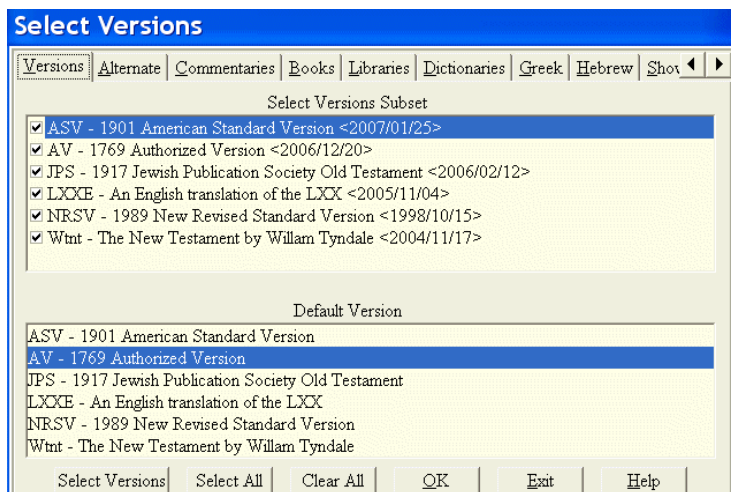 Select Versions
Versions Alternate Commentaries Books Libraries Dictionaries Greek Hebrew
Select Versions Subset
ASV - 1901 American Standard Version <2007/01/25>
AV - 1769 Authorized Version <2006/12/20>
JPS - 1917 Jewish Publication Society Old Testament <2006/02/12>
LXXE - An English translation of the LXX <2005/11/04>
NRSV - 1989 New Revised Standard Version <1998/10/15>
Wtnt - The New Testament by Willam Tyndale <2004/11/17>
Default Version
ASV - 1901 American Standard Version
AV - 1769 Authorized Version
JPS - 1917 Jewish Publication Society Old Testament
LXXE - An English translation of the LXX
NRSV - 1989 New Revised Standard Version
Wtnt - The New Testament by Willam Tyndale
Select Versions Select All Clear All OK Exit Help